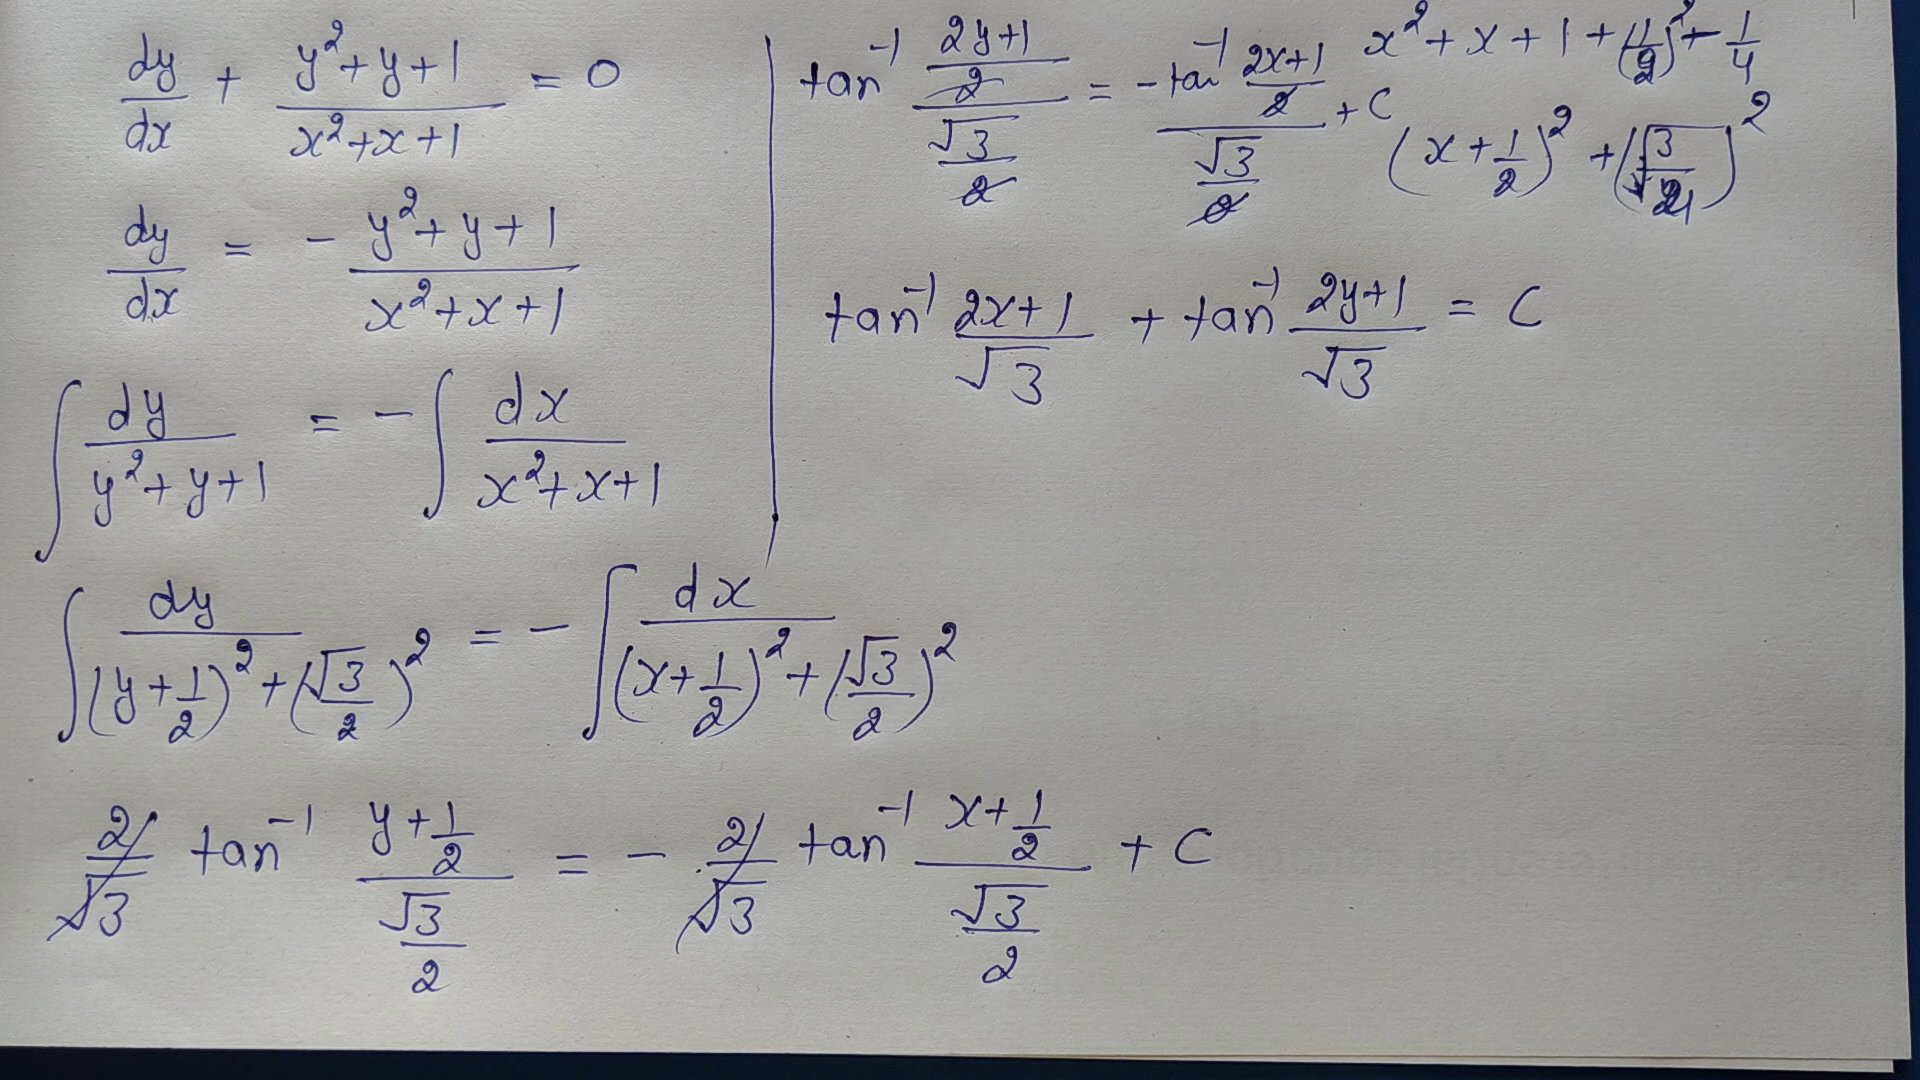 dy/dx + (y²+y+1)/(x²+x+1) = 0
dy/dx = - (y²+y+1)/(x²+x+1)
∫ dy/(y²+y+1) = -∫ dx/(x²+x+1)
∫ dy/((y+1/2)²+(√3/2)²) = -∫ dx/((x+1/2)²+(√3/2)²)
2/√3 tan⁻¹ (y+1/2)/(√3/2) = - 2/√3 tan⁻¹ (x+1/2)/(√3/2) + C
tan⁻¹ ((2y+1)/2)/(√3/2) = -tan⁻¹ ((2x+1)/2)/(√3/2) + C
x²+x+1+(1/2)²-1/4
(x+1/2)²+(√3/2)²
tan⁻¹ (2x+1)/√3 + tan⁻¹ (2y+1)/√3 = C